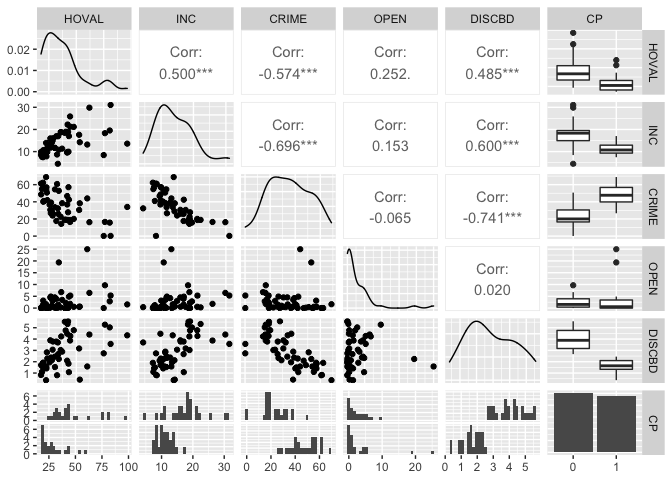 HOVAL INC CRIME OPEN DISCBD CP
0.02
0.01
0.00
Corr:
0.500***
Corr:
-0.574***
Corr:
0.252.
Corr:
0.485***
HOVAL
30
20
10
Corr:
-0.696***
Corr:
0.153
Corr:
0.600***
INC
60
40
20
0
Corr:
-0.065
Corr:
-0.741***
CRIME
25
20
15
10
5
0
Corr:
0.020
OPEN
5
4
3
2
1
DISCBD
6
4
2
0
6
4
2
0
CP
25 50 75 100 10 20 30 0 20 40 60 0 10 20 0 1 2 3 4 5 0 1